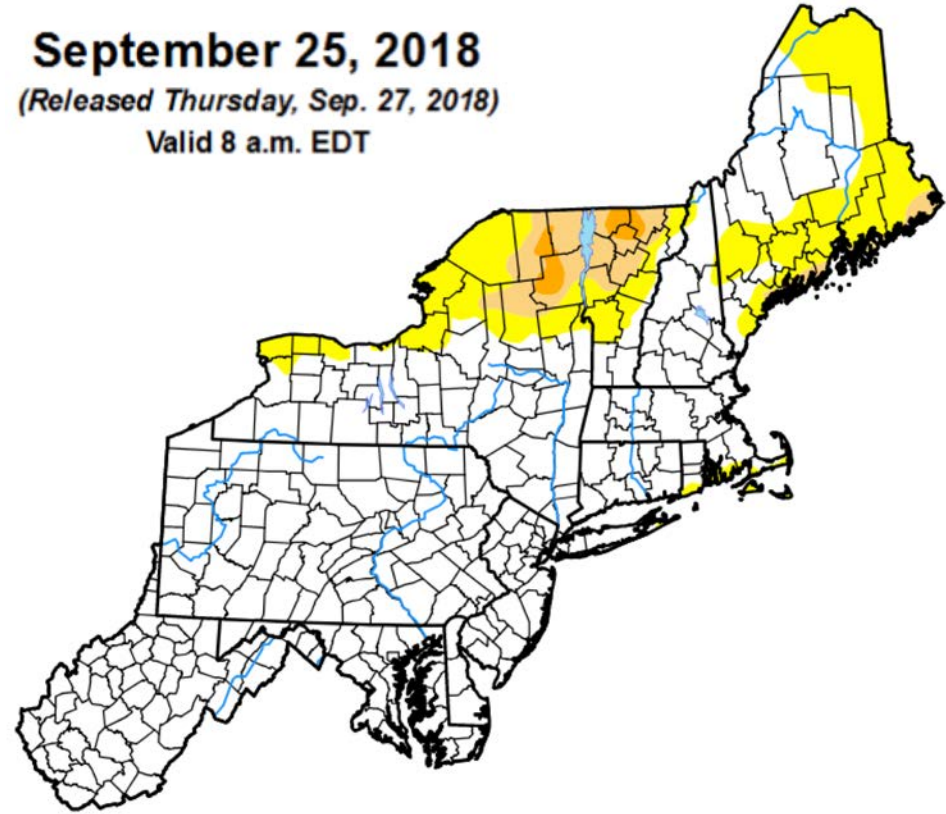 September 25, 2018
(Released Thursday, Sep. 27, 2018)
Valid 8 a.m. EDT